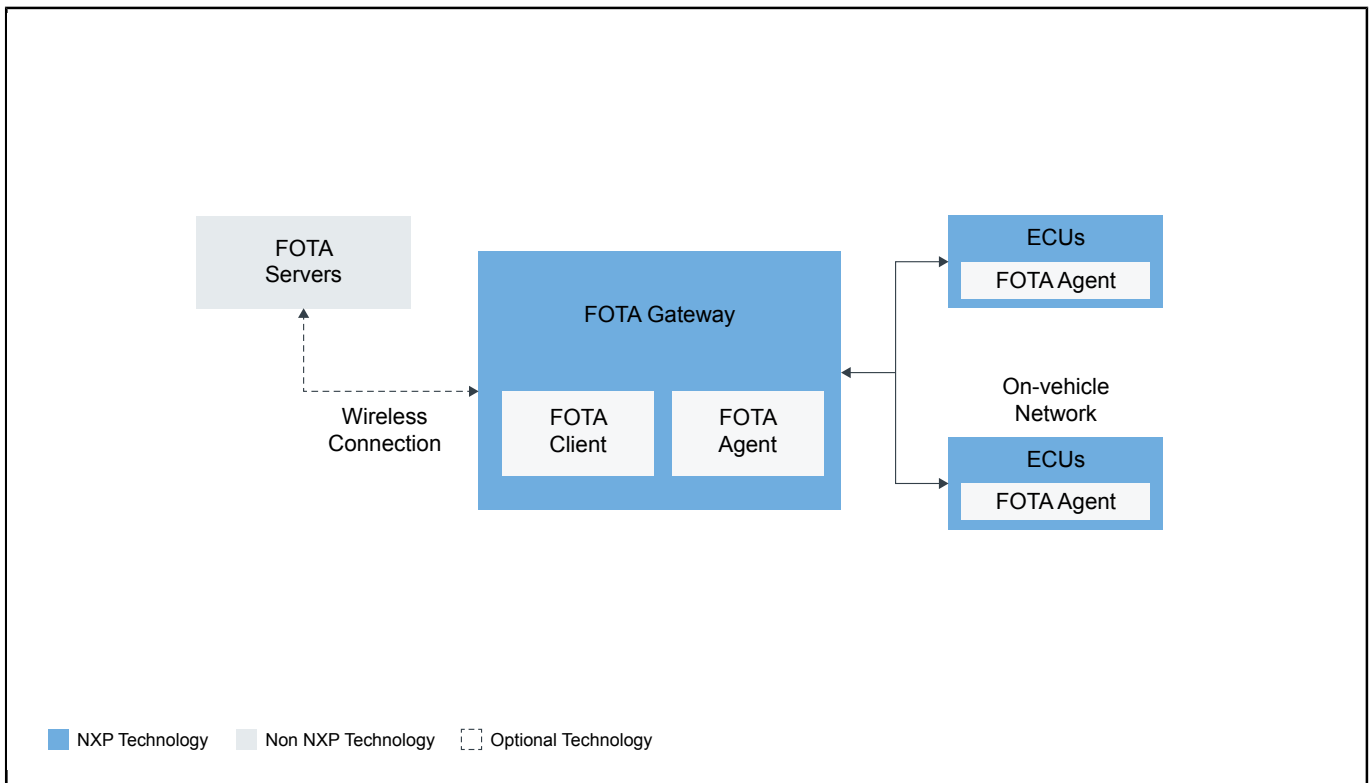 FOTA
Servers
Wireless
Connection
FOTA Gateway
FOTA
Client
FOTA
Agent
ECUs
FOTA Agent
On-vehicle
Network
ECUs
FOTA Agent
NXP Technology
Non NXP Technology
Optional Technology